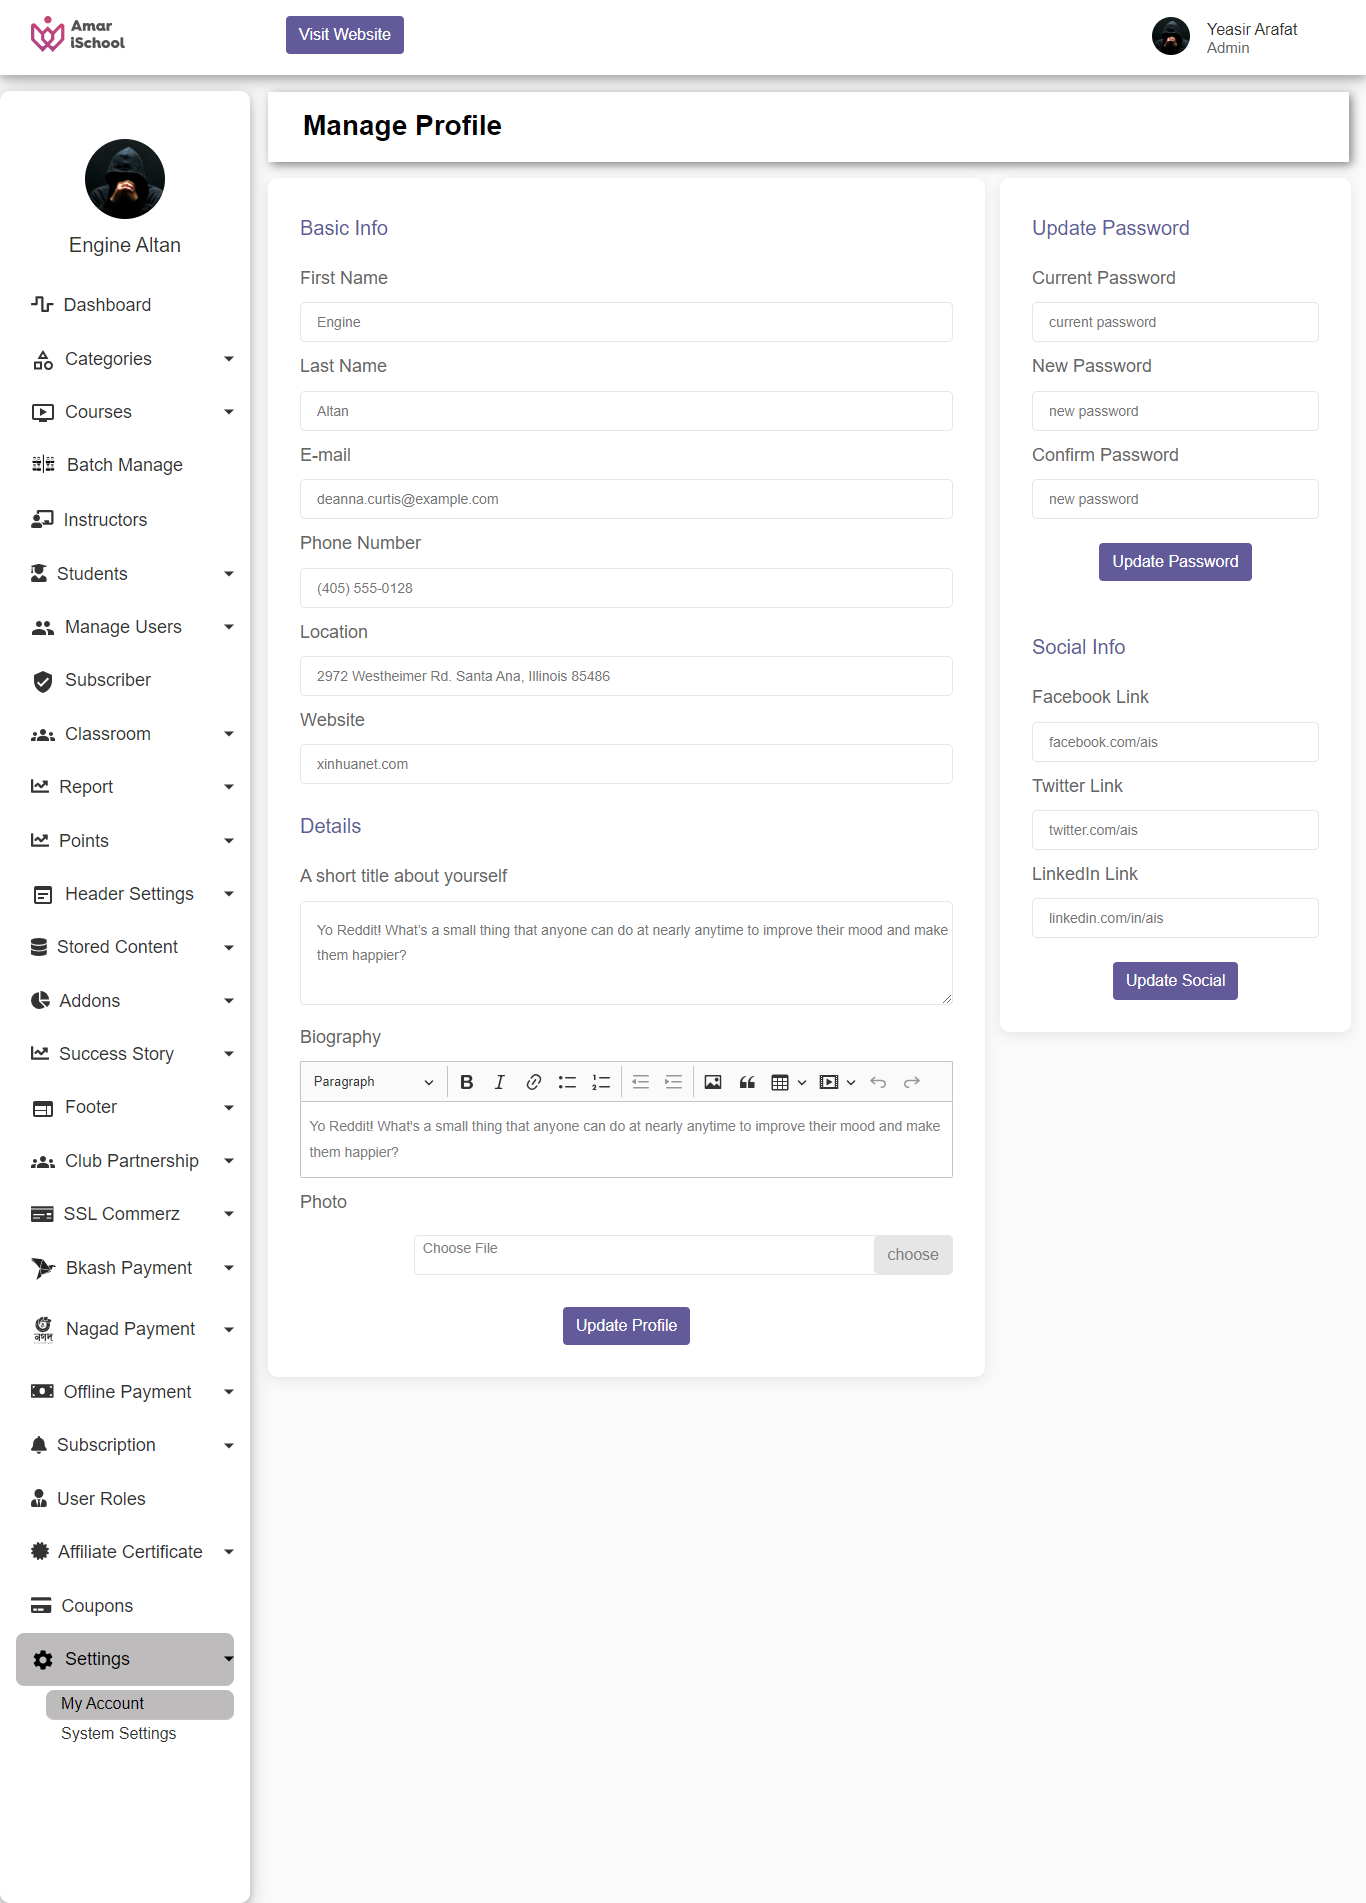 Amar
iSchool
Visit Website
Yeasir Arafat
Admin
Engine Altan
Dashboard
Categories
Courses
Batch Manage
Instructors
Students
Manage Users
Subscriber
Classroom
Report
Points
Header Settings
Stored Content
Addons
Success Story
Footer
Club Partnership
SSL Commerz
Bkash Payment
নগদ
Nagad Payment
Offline Payment
Subscription
User Roles
Affiliate Certificate
Coupons
Settings
My Account
System Settings
Manage Profile
Basic Info
First Name
Engine
Last Name
Altan
E-mail
deanna.curtis@example.com
Phone Number
(405) 555-0128
Location
2972 Westheimer Rd. Santa Ana, Illinois 85486
Website
xinhuanet.com
Details
A short title about yourself
Yo Reddit! What's a small thing that anyone can do at nearly anytime to improve their mood and make
them happier?
Biography
Paragraph
Yo Reddit! What's a small thing that anyone can do at nearly anytime to improve their mood and make
them happier?
Photo
Choose File
choose
Update Profile
Update Password
Current Password
current password
New Password
new password
Confirm Password
new password
Update Password
Social Info
Facebook Link
facebook.com/ais
Twitter Link
twitter.com/ais
LinkedIn Link
linkedin.com/in/ais
Update Social